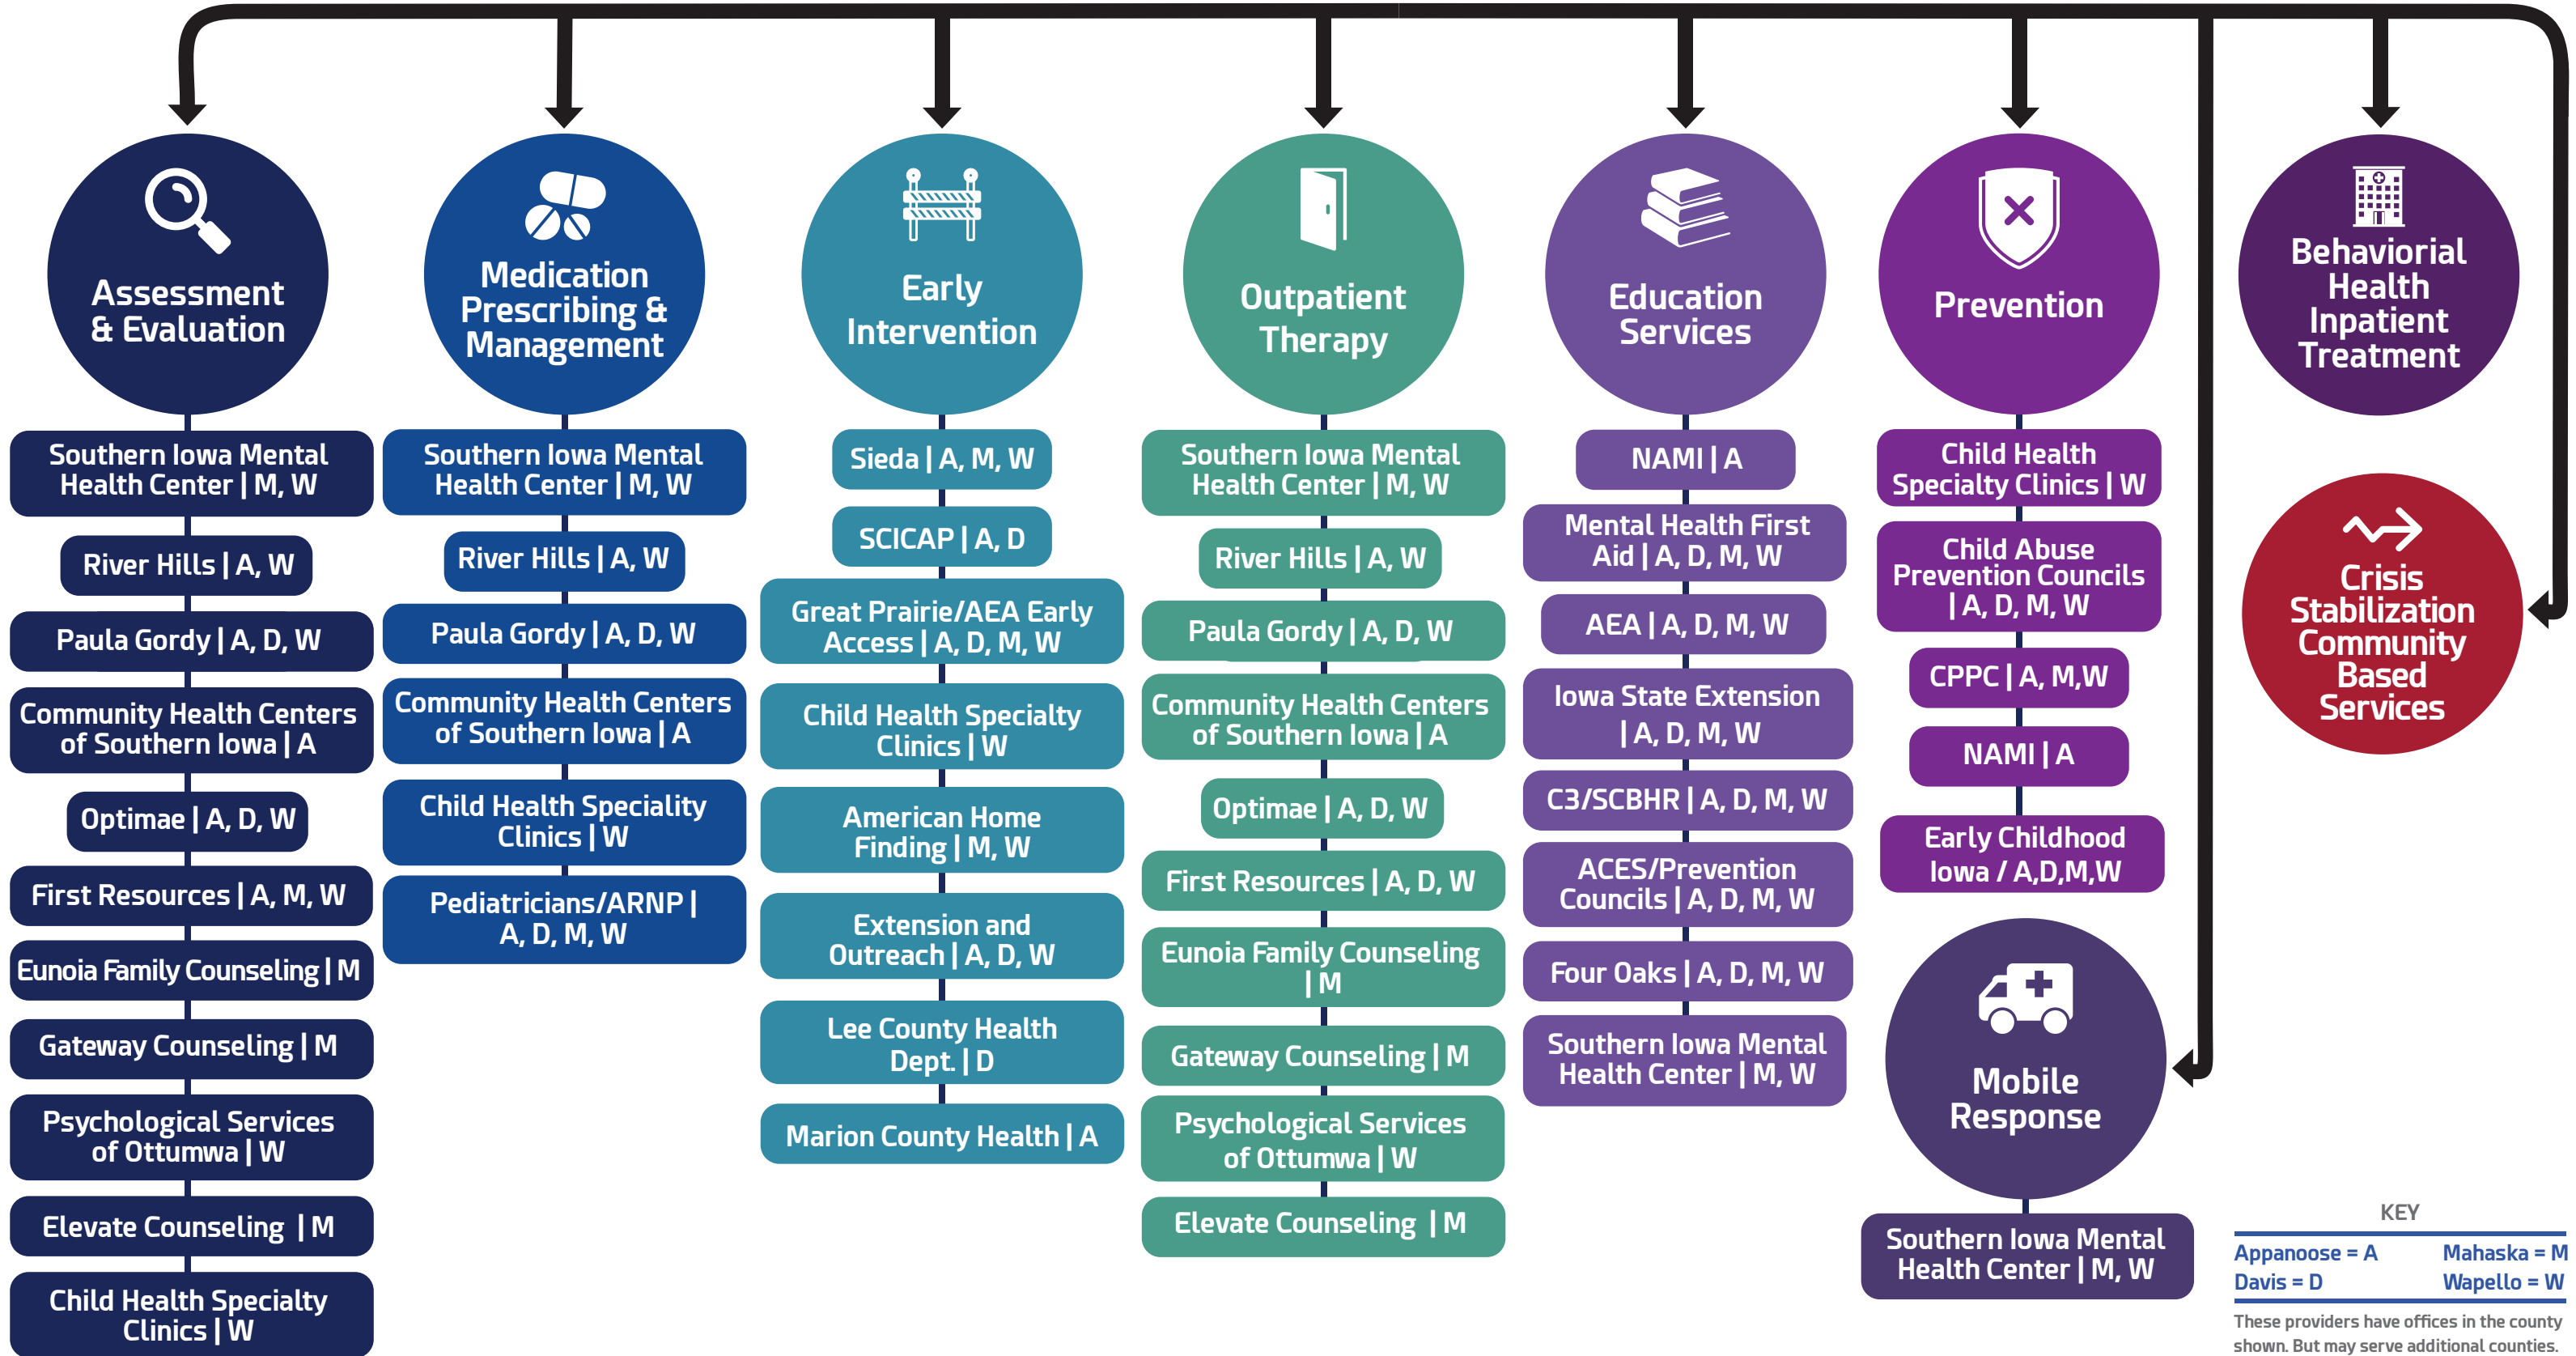 Assessment
& Evaluation
Southern Iowa Mental
Health Center | M, W
River Hills | A, W
Paula Gordy | A, D, W
Community Health Centers
of Southern Iowa | A
Optimae | A, D, W
First Resources | A, M, W
Eunoia Family Counseling | M
Gateway Counseling | M
Psychological Services
of Ottumwa | W
Elevate Counseling | M
Child Health Specialty
Clinics | W
Medication
Prescribing &
Management
Southern Iowa Mental
Health Center | M, W
River Hills | A, W
Paula Gordy | A, D, W
Community Health Centers
of Southern Iowa | A
Child Health Speciality
Clinics | W
Pediatricians/ARNP |
A, D, M, W
Early
Intervention
Sieda | A, M, W
SCICAP | A, D
Great Prairie/AEA Early
Access | A, D, M, W
Child Health Specialty
Clinics | W
American Home
Finding | M, W
Extension and
Outreach | A, D, W
Lee County Health
Dept. | D
Marion County Health | A
Outpatient
Therapy
Southern Iowa Mental
Health Center | M, W
River Hills | A, W
Paula Gordy | A, D, W
Community Health Centers
of Southern Iowa | A
Optimae | A, D, W
First Resources | A, D, W
Eunoia Family Counseling
| M
Gateway Counseling | M
Psychological Services
of Ottumwa | W
Elevate Counseling | M
Education
Services
NAMI | A
Mental Health First
Aid | A, D, M, W
AEA | A, D, M, W
Iowa State Extension
| A, D, M, W
C3/SCBHR | A, D, M, W
ACES/Prevention
Councils | A, D, M, W
Four Oaks | A, D, M, W
Southern Iowa Mental
Health Center | M, W
Prevention
Child Health
Specialty Clinics | W
Child Abuse
Prevention Councils
| A, D, M, W
CPPC | A, M,W
NAMI | A
Early Childhood
Iowa / A,D,M,W
Mobile
Response
Southern Iowa Mental
Health Center | M, W
Behaviorial
Health
Inpatient
Treatment
Crisis
Stabilization
Community
Based
Services
KEY
Appanoose = A
Mahaska = M
Davis = D
Wapello = W
These providers have offices in the county
shown. But may serve additional counties.